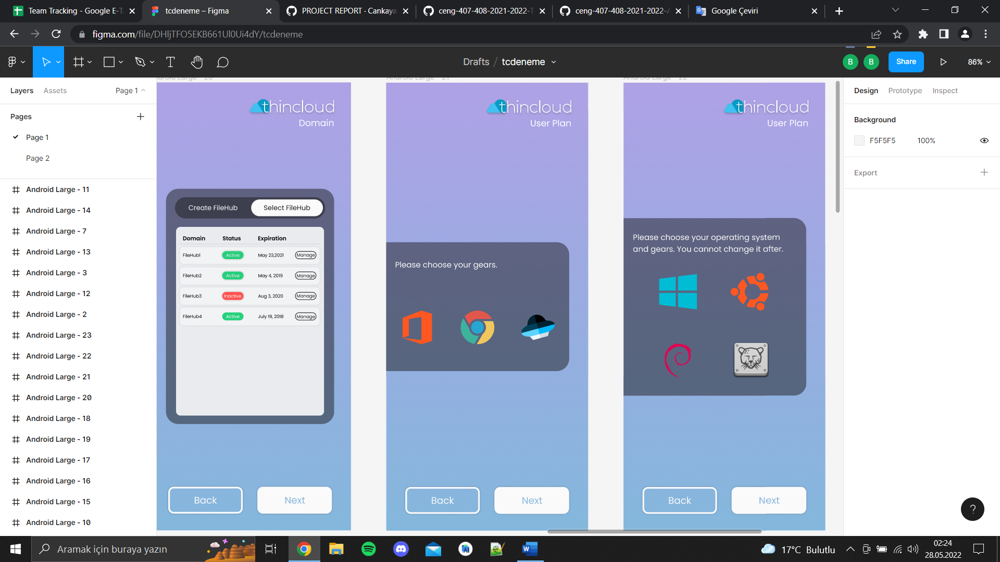 Team Tracking - Google E-T
tcdeneme – Figma
PROJECT REPORT · Cankaya
ceng-407-408-2021-2022-T
ceng-407-408-2021-2022-A
Google Çeviri
figma.com/file/DHljTFO5EKB661Ul0Ui4dY/tcdeneme
Drafts / tcdeneme
B
B
Share
86%
Layers
Assets
Page 1
Pages
Page 1
Page 2
Android Large - 11
Android Large - 14
Android Large - 7
Android Large - 13
Android Large - 3
Android Large - 12
Android Large - 2
Android Large - 23
Android Large - 22
Android Large - 21
Android Large - 20
Android Large - 18
Android Large - 19
Android Large - 17
Android Large - 16
Android Large - 15
Android Large - 10
thincloud
Domain
Create FileHub
Select FileHub
Domain Status Expiration
FileHub1 Active May 23,2021 Manage
FileHub2 Active May 4, 2019 Manage
FileHub3 Inactive Aug 3, 2020 Manage
FileHub4 Active July 19, 2018 Manage
Back
Next
thincloud
User Plan
Please choose your gears.
Back
Next
thincloud
User Plan
Please choose your operating system
and gears. You cannot change it after.
Back
Next
Design
Prototype
Inspect
Background
F5F5F5
100%
Export
?
Aramak için buraya yazın
17°C Bulutlu
02:24
28.05.2022